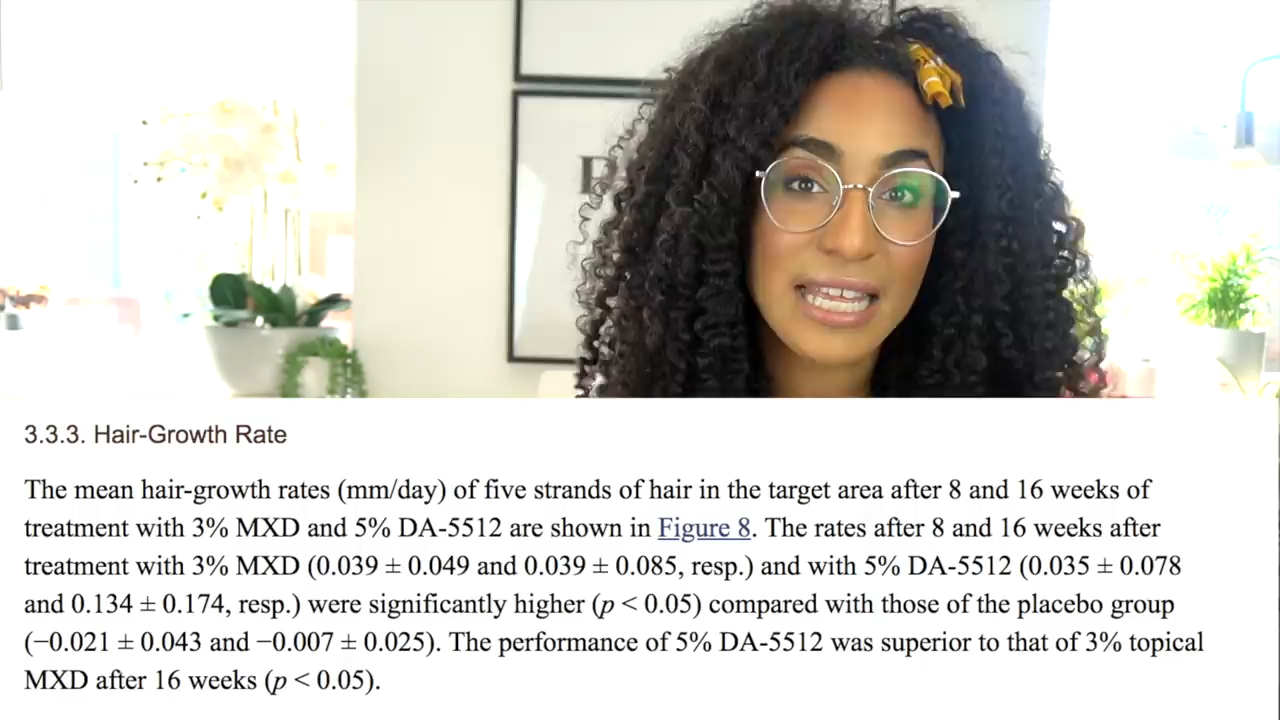 3.3.3. Hair-Growth Rate
The mean hair-growth rates (mm/day) of five strands of hair in the target area after 8 and 16 weeks of
treatment with 3% MXD and 5% DA-5512 are shown in Figure 8. The rates after 8 and 16 weeks after
treatment with 3% MXD (0.039 ± 0.049 and 0.039 ± 0.085, resp.) and with 5% DA-5512 (0.035 ± 0.078
and 0.134 ± 0.174, resp.) were significantly higher (p < 0.05) compared with those of the placebo group
(−0.021 ± 0.043 and −0.007 ± 0.025). The performance of 5% DA-5512 was superior to that of 3% topical
MXD after 16 weeks (p < 0.05).